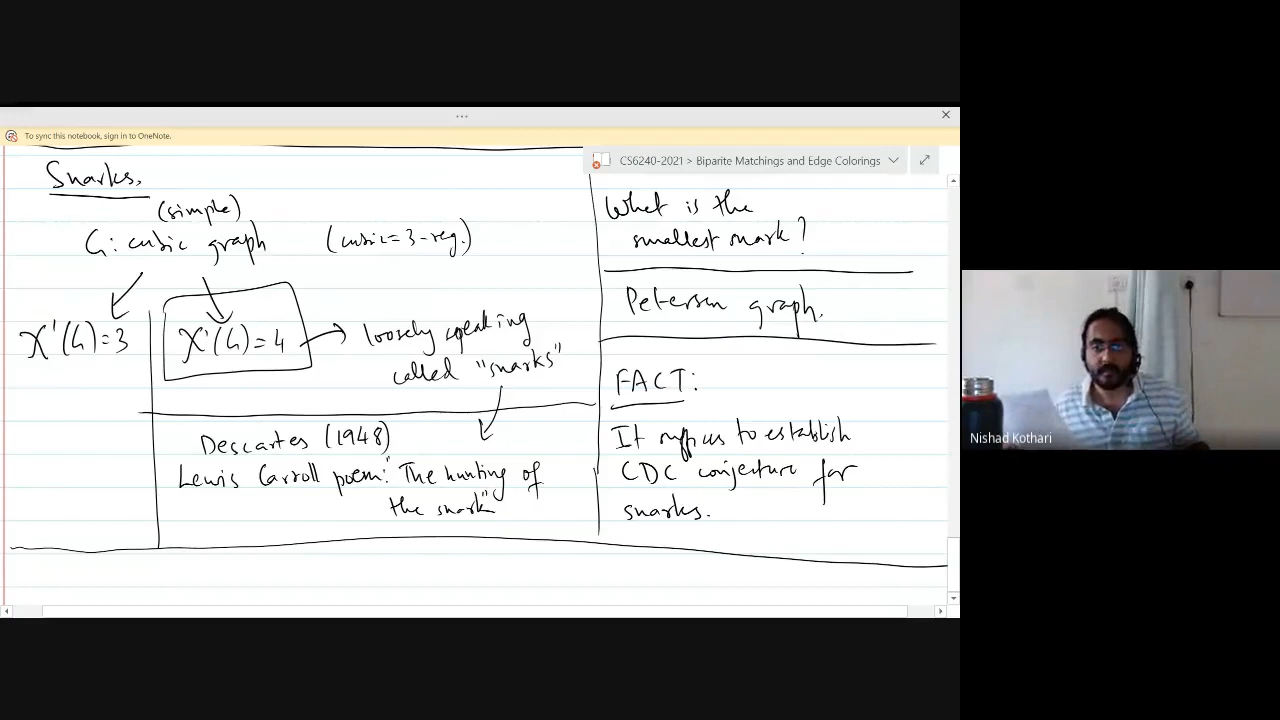 To sync this notebook, sign in to OneNote.
CS6240-2021 > Biparite Matchings and Edge Colorings
Snarks.
(simple)
G: cubic graph (cubic=3-reg.)
χ'(G)=3
χ'(G)=4
loosely speaking
called "snarks"
Descartes (1948)
Lewis Carroll poem: "The hunting of
the snark"
What is the
smallest snark?
Petersen graph.
FACT:
It suffices to establish
CDC conjecture for
snarks.
Nishad Kothari